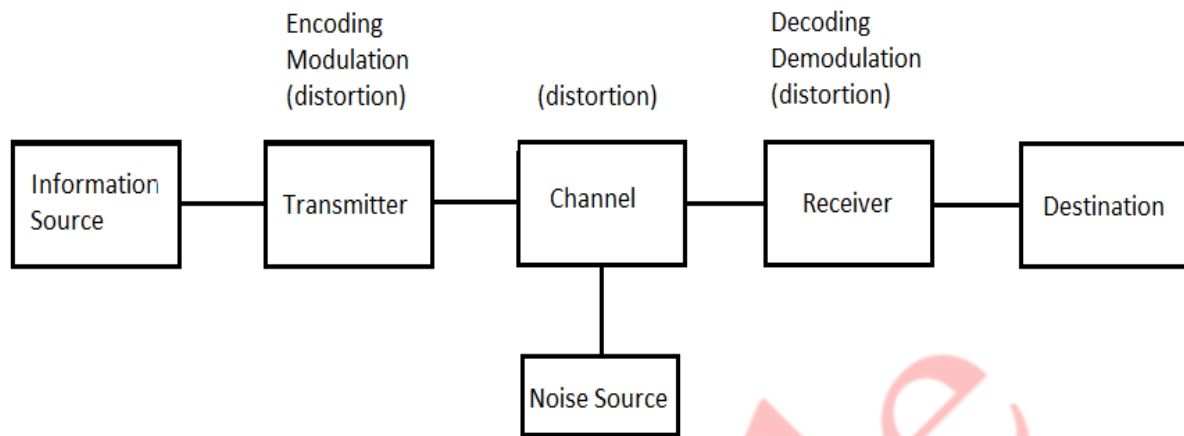 Encoding
Modulation
(distortion)
(distortion)
Decoding
Demodulation
(distortion)
Information
Source
Transmitter
Channel
Receiver
Destination
Noise Source